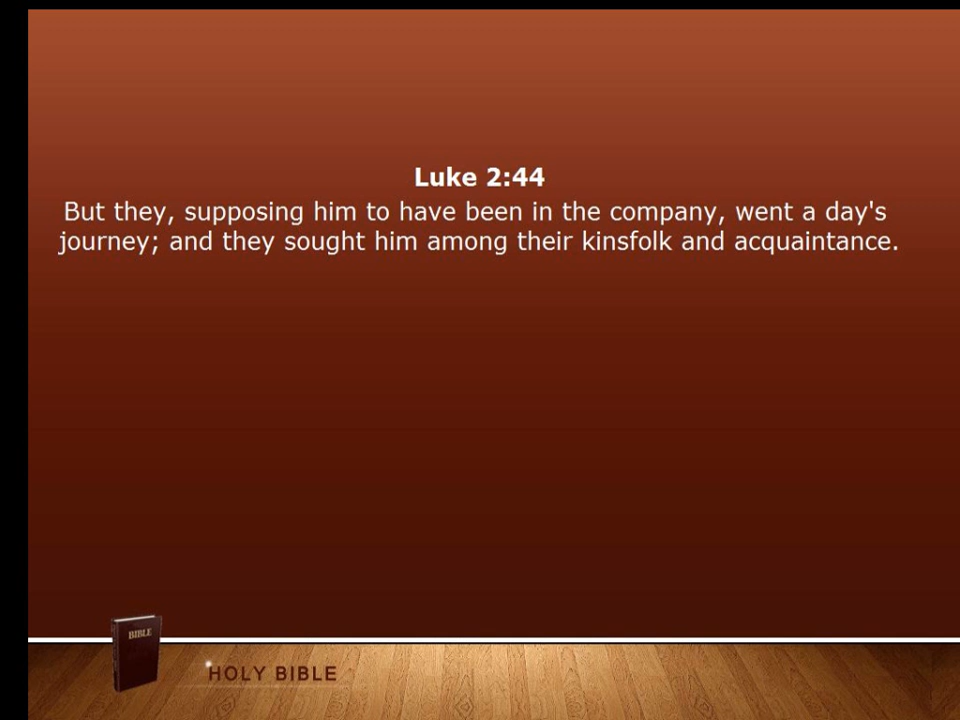 Luke 2:44
But they, supposing him to have been in the company, went a day's
journey; and they sought him among their kinsfolk and acquaintance.
BIBLE
HOLY BIBLE